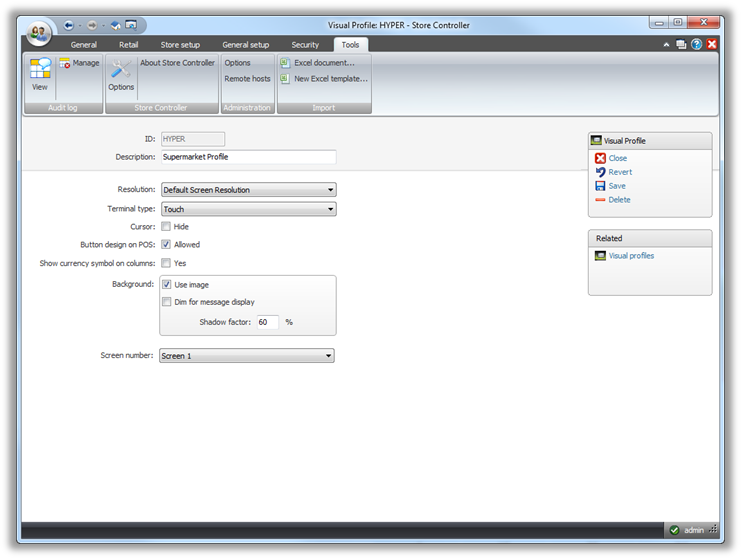 Visual Profile: HYPER - Store Controller
General Retail Store setup General setup Security Tools
View Manage Options About Store Controller Options Remote hosts Excel document... New Excel template...
Audit log Store Controller Administration Import
ID: HYPER
Description: Supermarket Profile
Resolution: Default Screen Resolution
Terminal type: Touch
Cursor: Hide
Button design on POS: Allowed
Show currency symbol on columns: Yes
Background: Use image
Dim for message display
Shadow factor: 60 %
Screen number: Screen 1
Visual Profile
Close
Revert
Save
Delete
Related
Visual profiles
admin